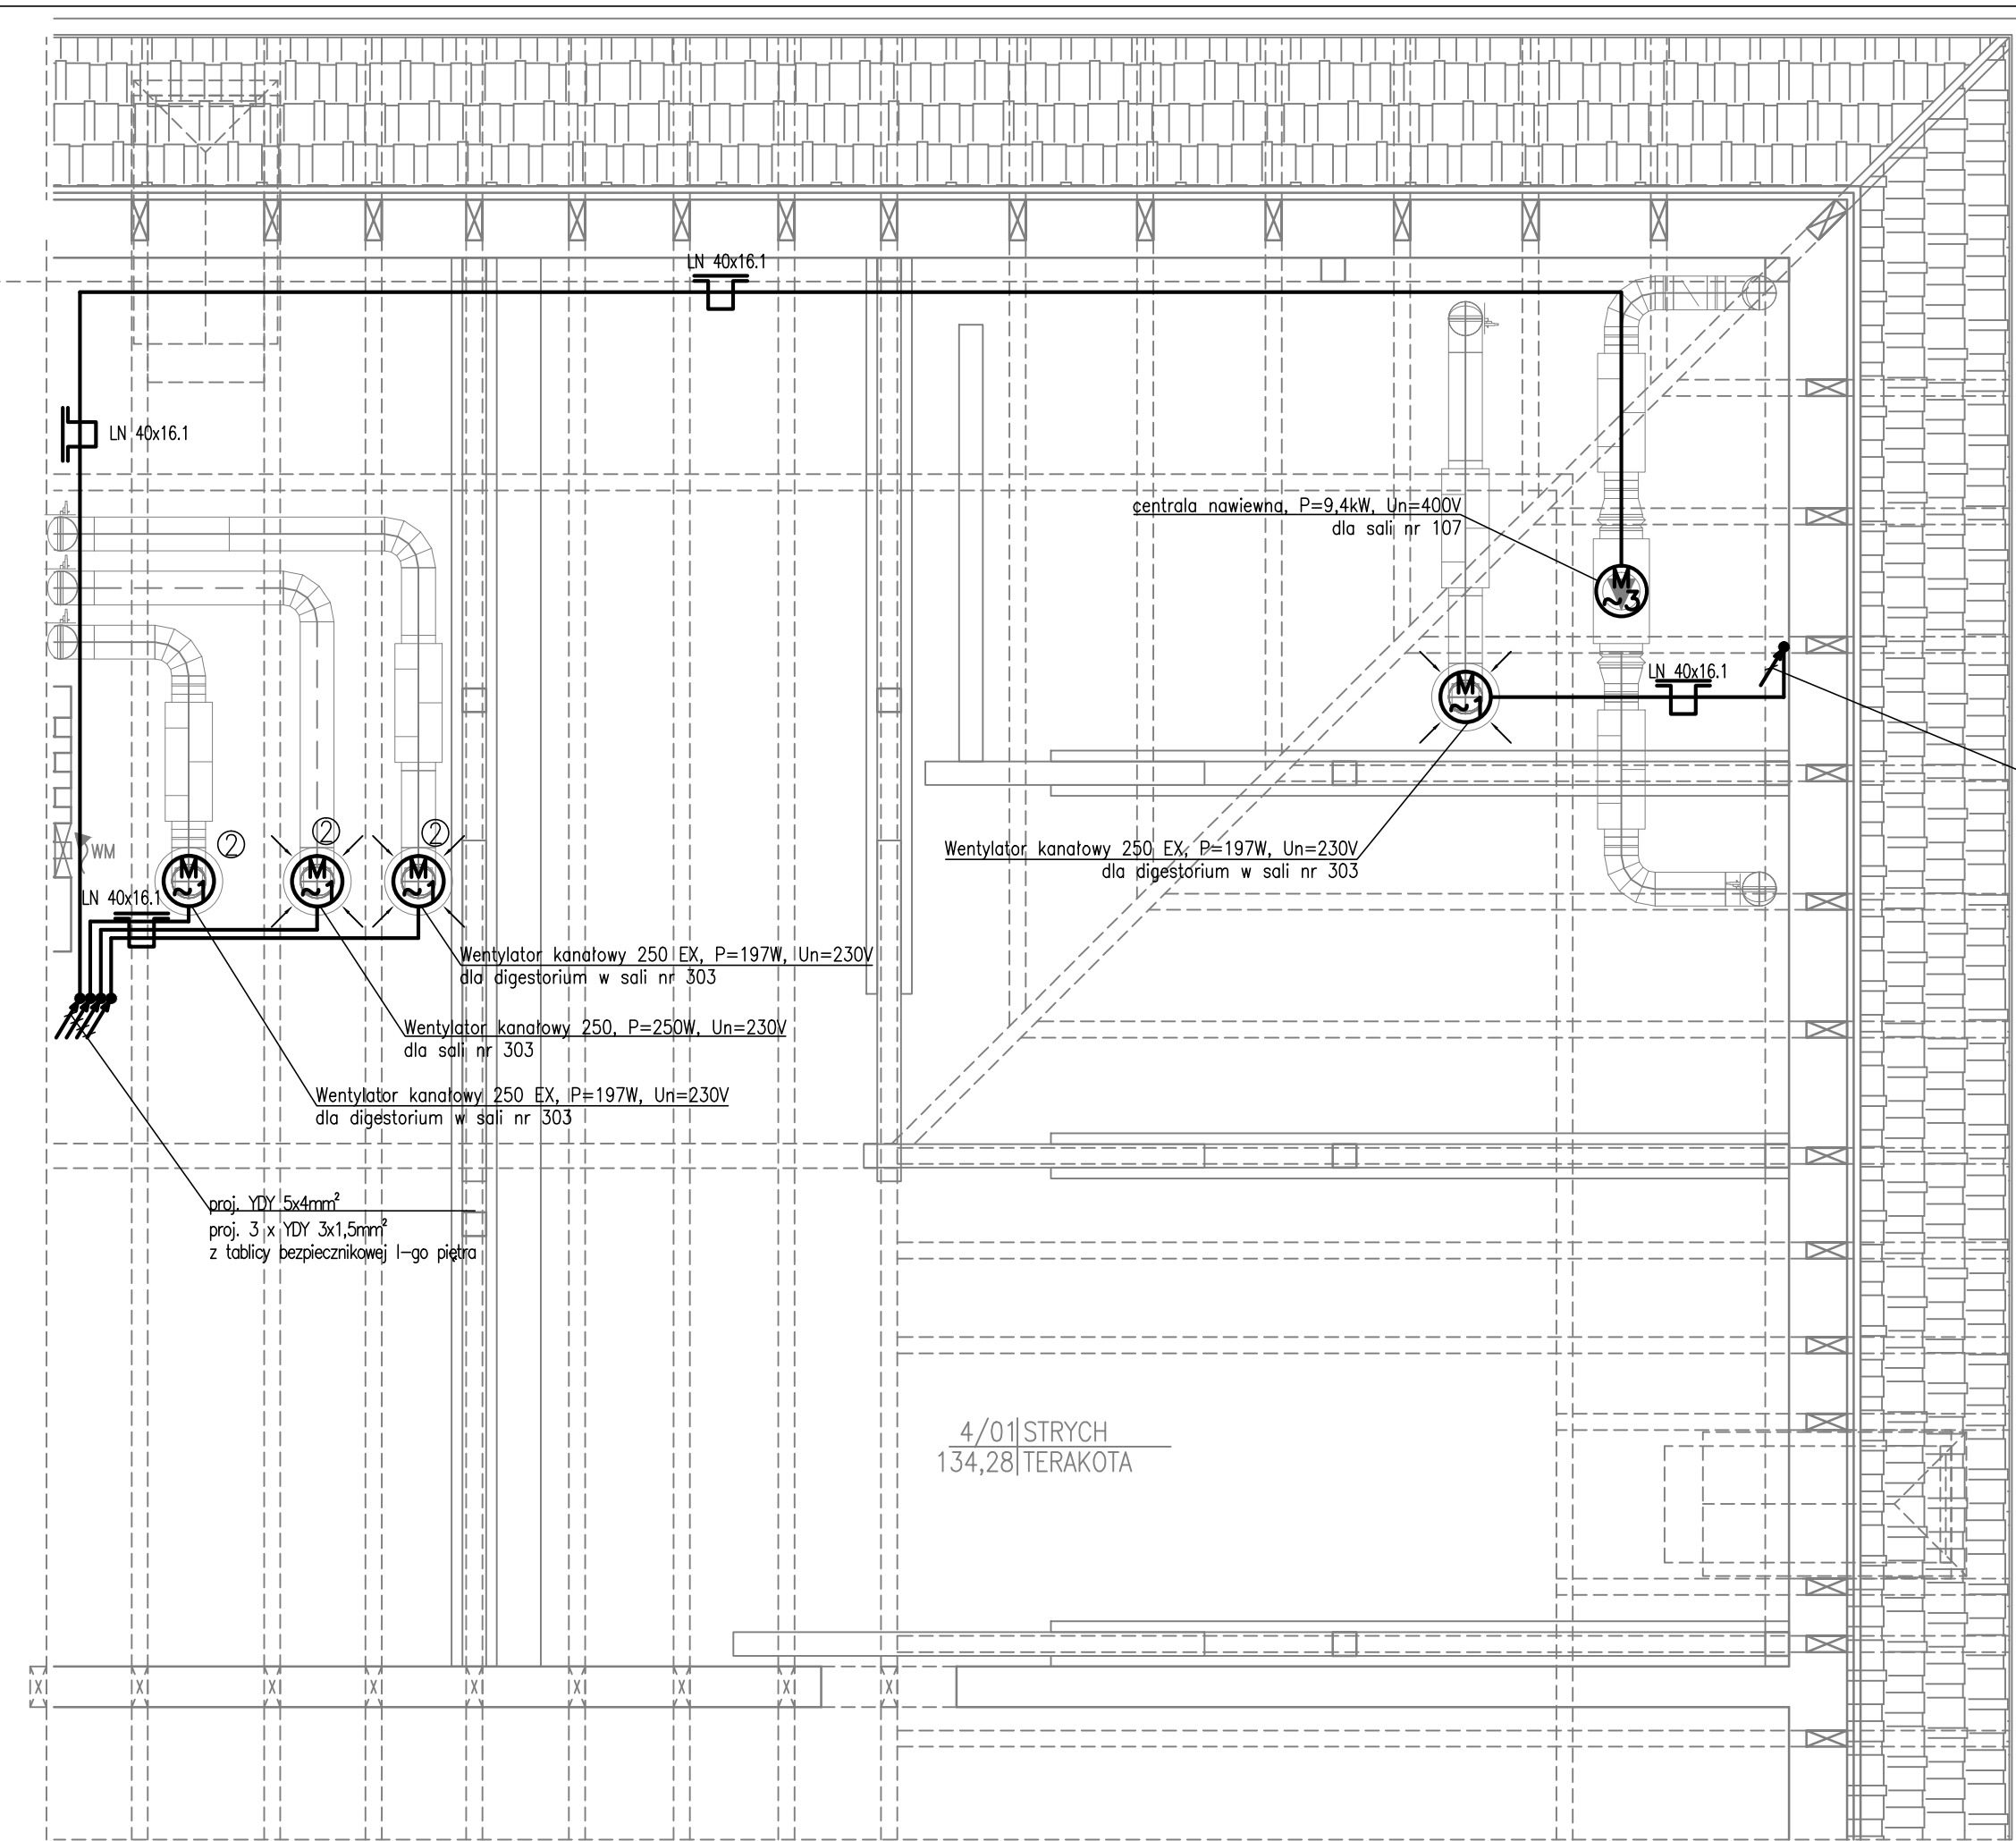 LN 40x16.1
LN 40x16.1
centrala nawiewna, P=9,4kW, Un=400V
dla sali nr 107
M
~3
LN 40x16.1
M
~1
WM
2
2
2
Wentylator kanałowy 250 EX, P=197W, Un=230V
dla digestorium w sali nr 303
M
~1
M
~1
M
~1
LN 40x16.1
Wentylator kanałowy 250 EX, P=197W, Un=230V
dla digestorium w sali nr 303
Wentylator kanałowy 250, P=250W, Un=230V
dla sali nr 303
Wentylator kanałowy 250 EX, P=197W, Un=230V
dla digestorium w sali nr 303
proj. YDY 5x4mm²
proj. 3 x YDY 3x1,5mm²
z tablicy bezpiecznikowej I-go piętra
4/01 STRYCH
134,28 TERAKOTA